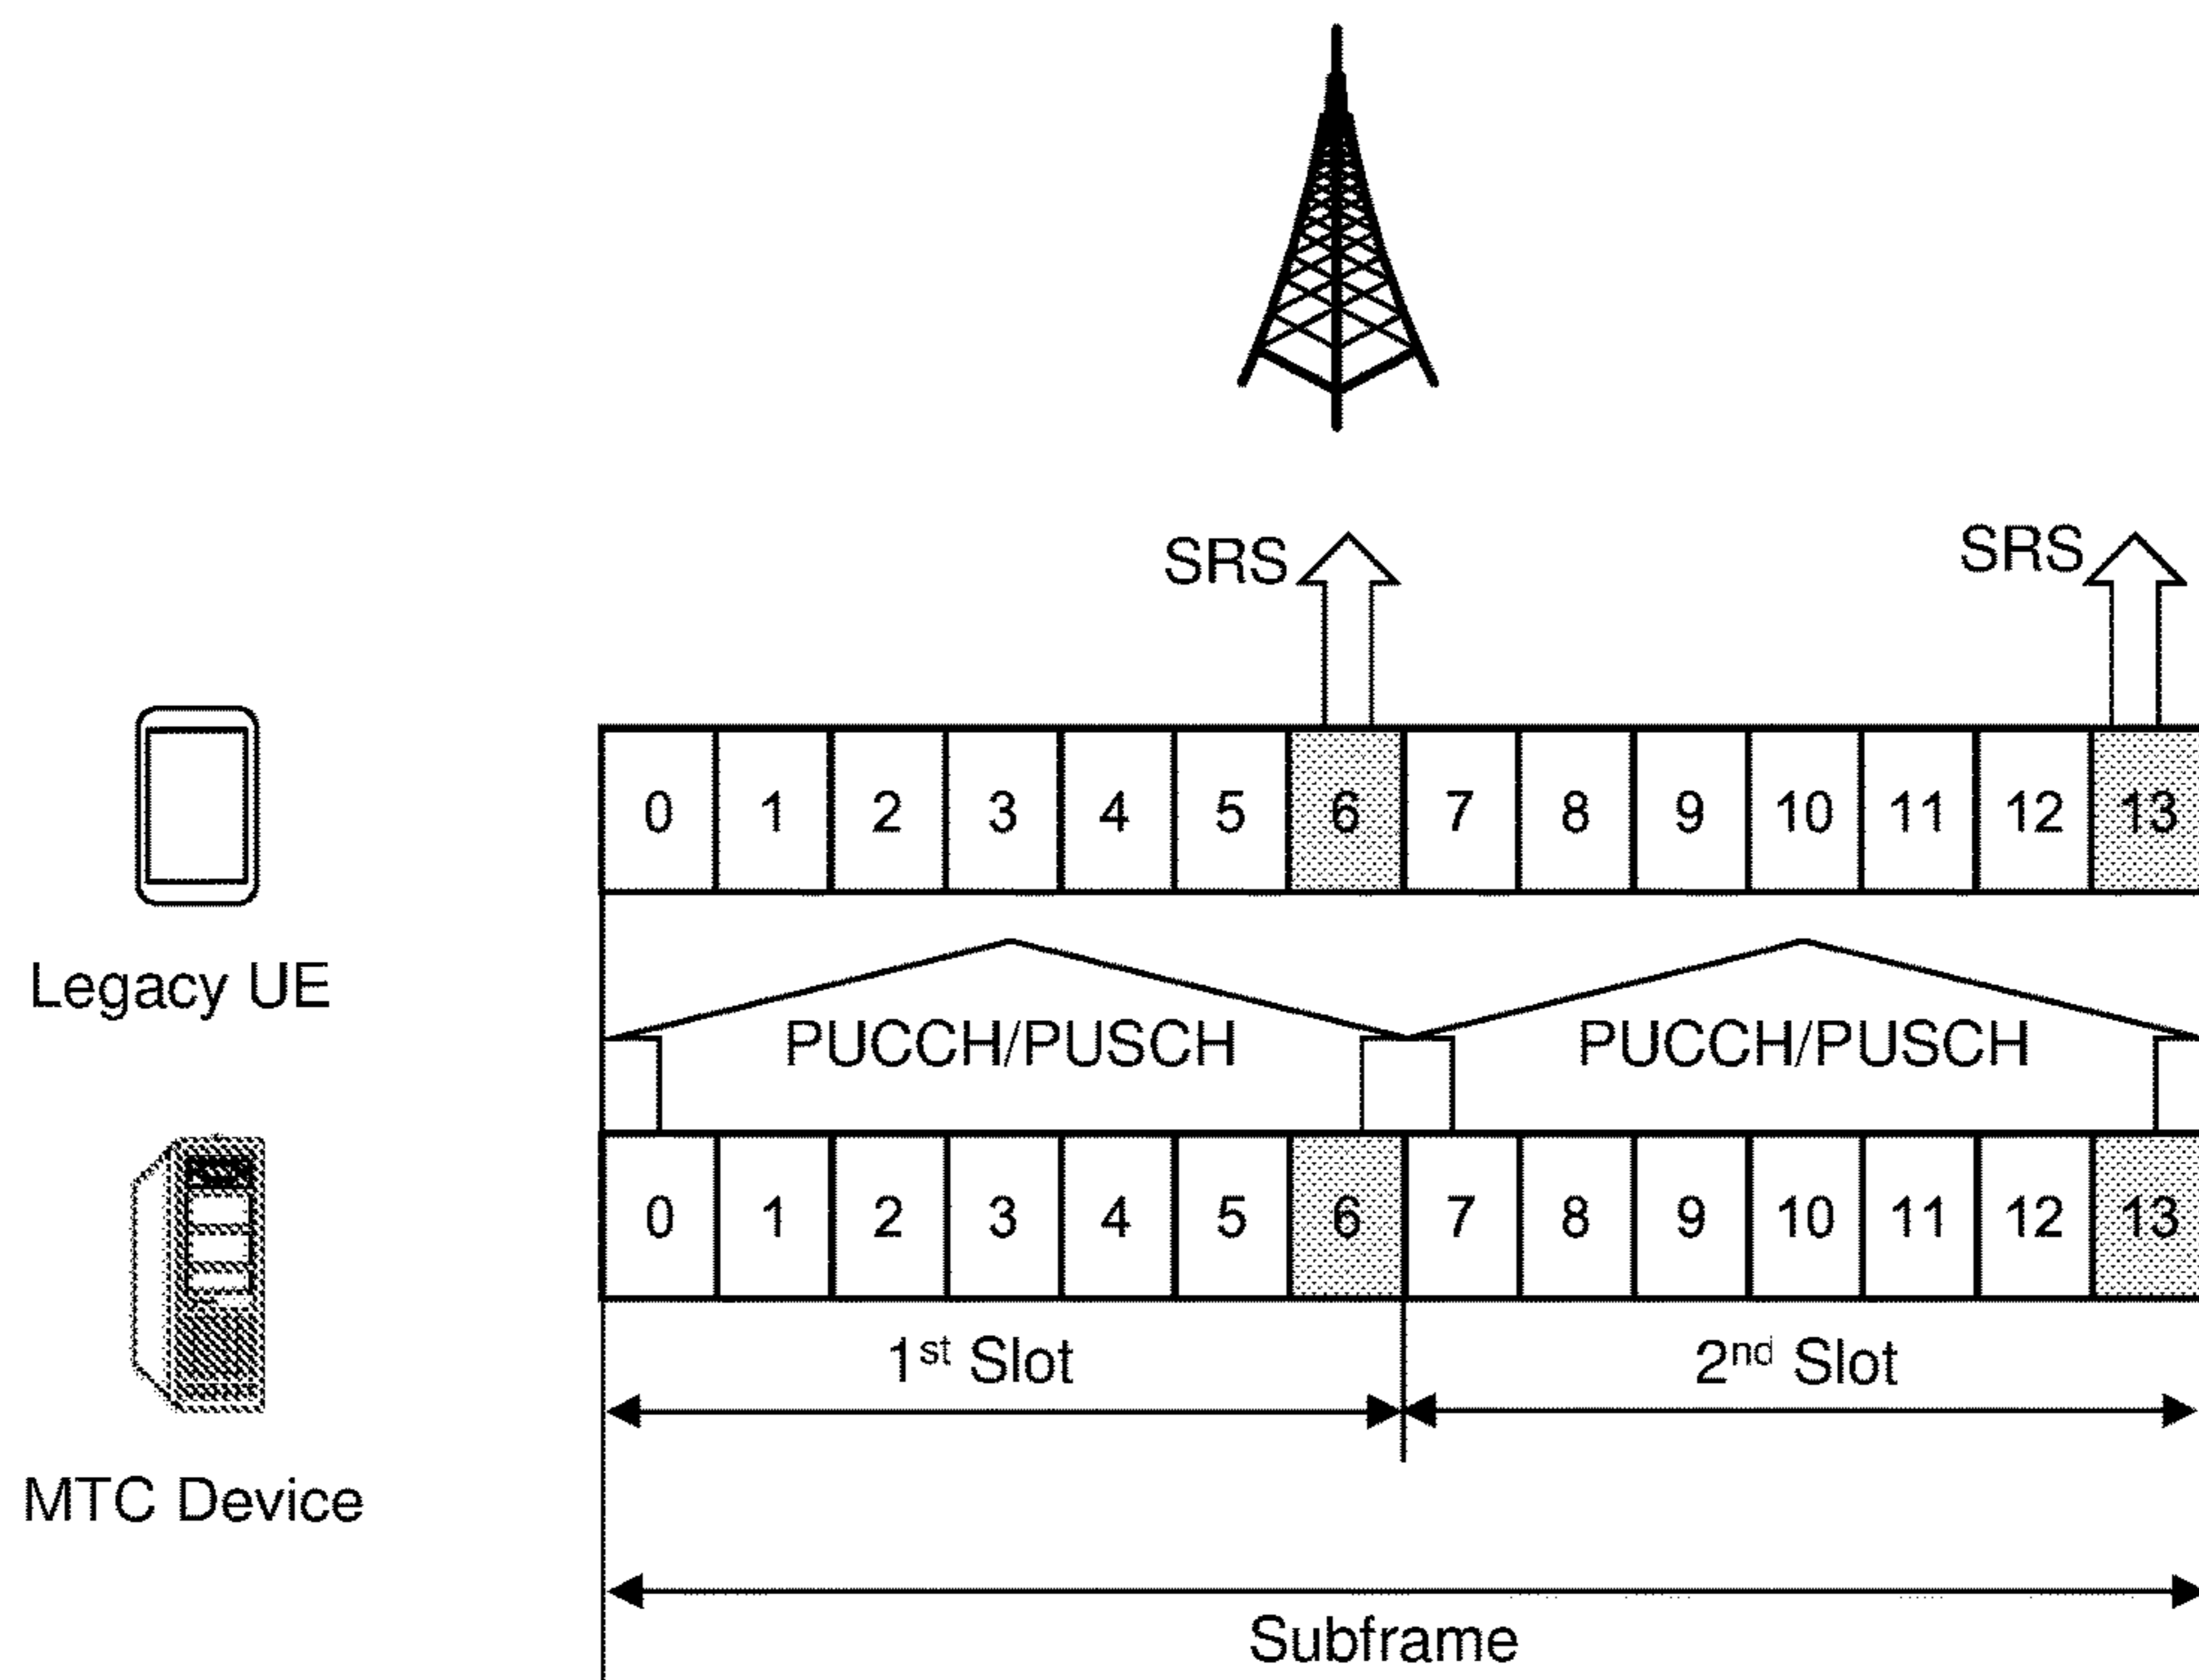 SRS SRS
0 1 2 3 4 5 6 7 8 9 10 11 12 13
Legacy UE
PUCCH/PUSCH PUCCH/PUSCH
0 1 2 3 4 5 6 7 8 9 10 11 12 13
1st Slot 2nd Slot
MTC Device
Subframe